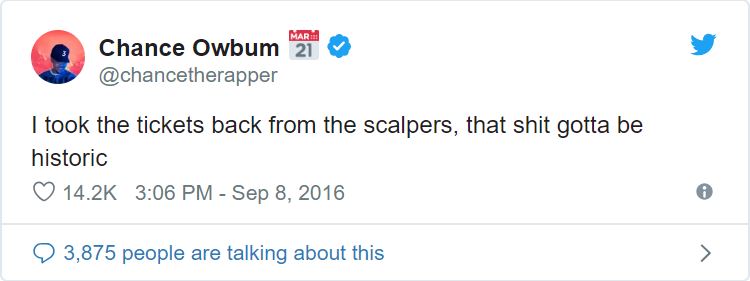 Chance Owbum
MAR
21
@chancetherapper
I took the tickets back from the scalpers, that shit gotta be
historic
14.2K 3:06 PM - Sep 8, 2016
3,875 people are talking about this